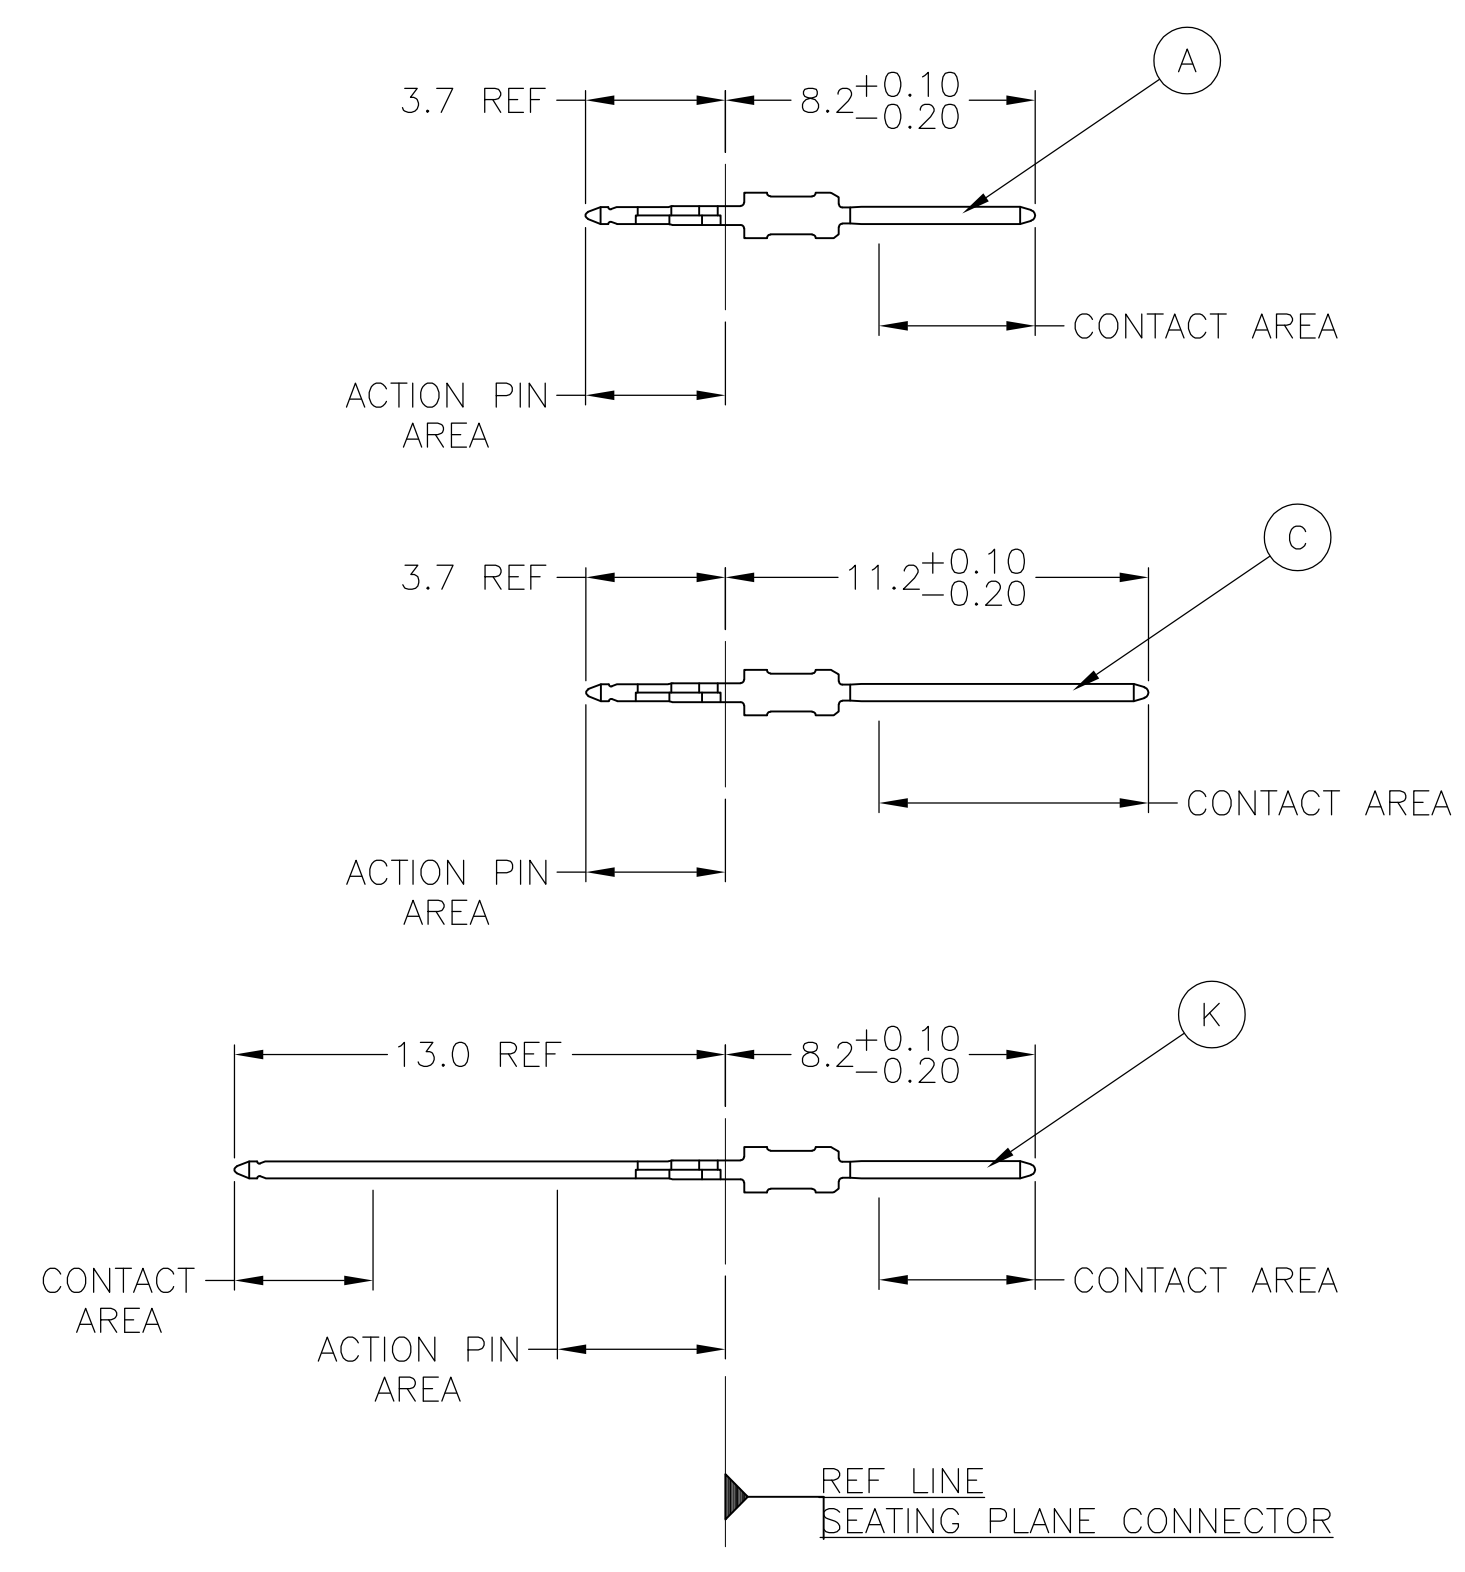 A
3.7 REF
8.2 +0.10
-0.20
CONTACT AREA
ACTION PIN
AREA
C
3.7 REF
11.2 +0.10
-0.20
CONTACT AREA
ACTION PIN
AREA
K
13.0 REF
8.2 +0.10
-0.20
CONTACT
AREA
CONTACT AREA
ACTION PIN
AREA
REF LINE
SEATING PLANE CONNECTOR